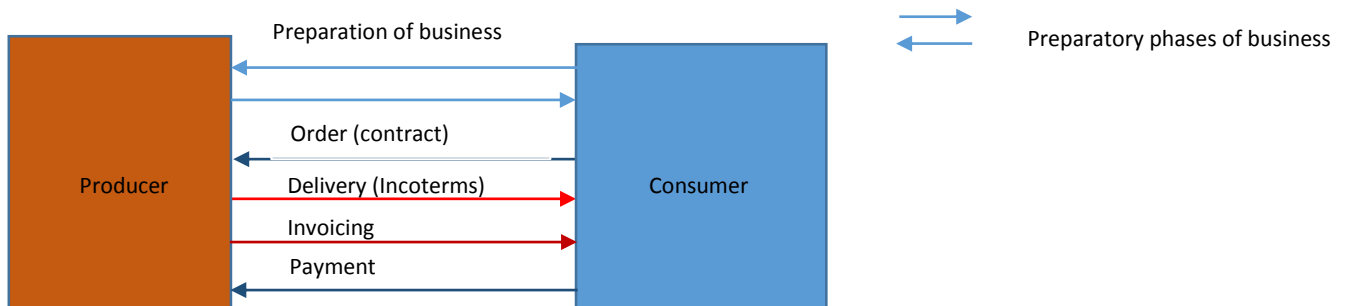 Preparation of business
Preparatory phases of business
Order (contract)
Producer
Delivery (Incoterms)
Consumer
Invoicing
Payment